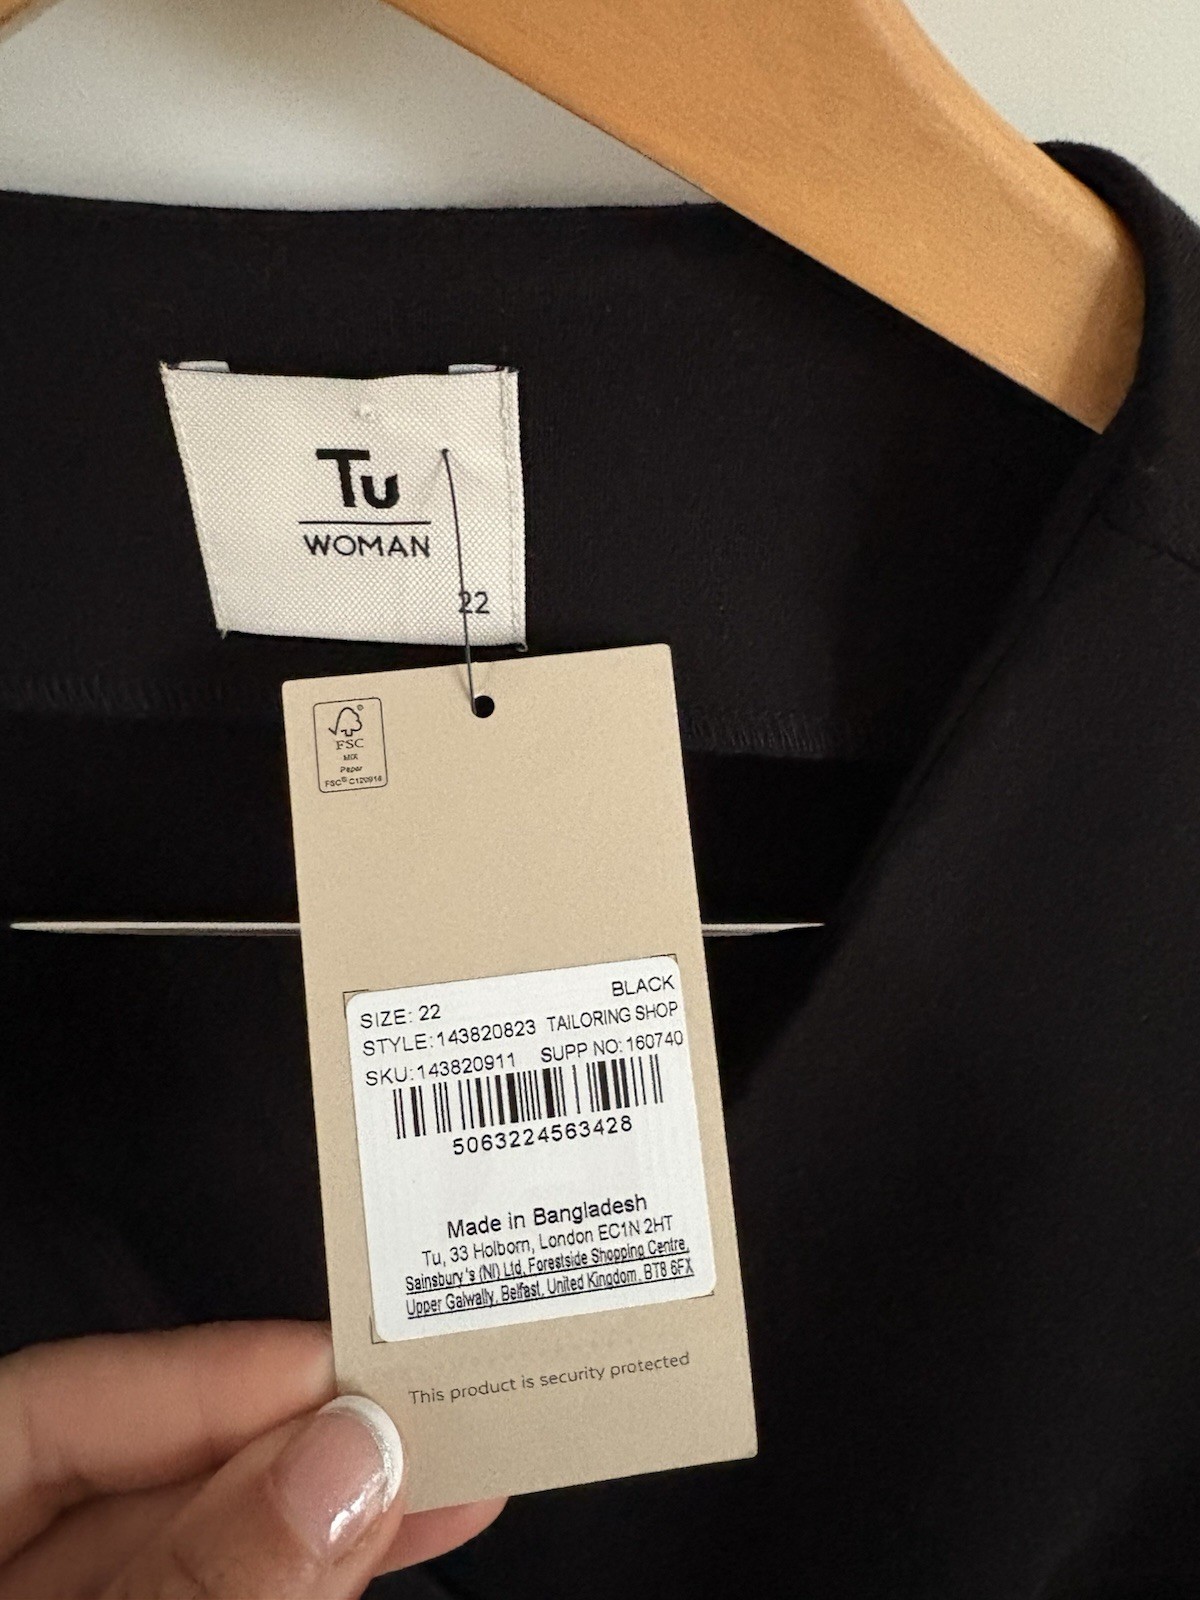 Tu
WOMAN
22
FSC
MIX
Paper
FSC® C120916
BLACK
SIZE: 22
STYLE:143820823 TAILORING SHOP
SKU:143820911 SUPP NO:160740
5063224563428
Made in Bangladesh
Tu, 33 Holborn, London EC1N 2HT
Sainsbury's (NI) Ltd, Forestside Shopping Centre,
Upper Galwally, Belfast, United Kingdom, BT8 6FX
This product is security protected